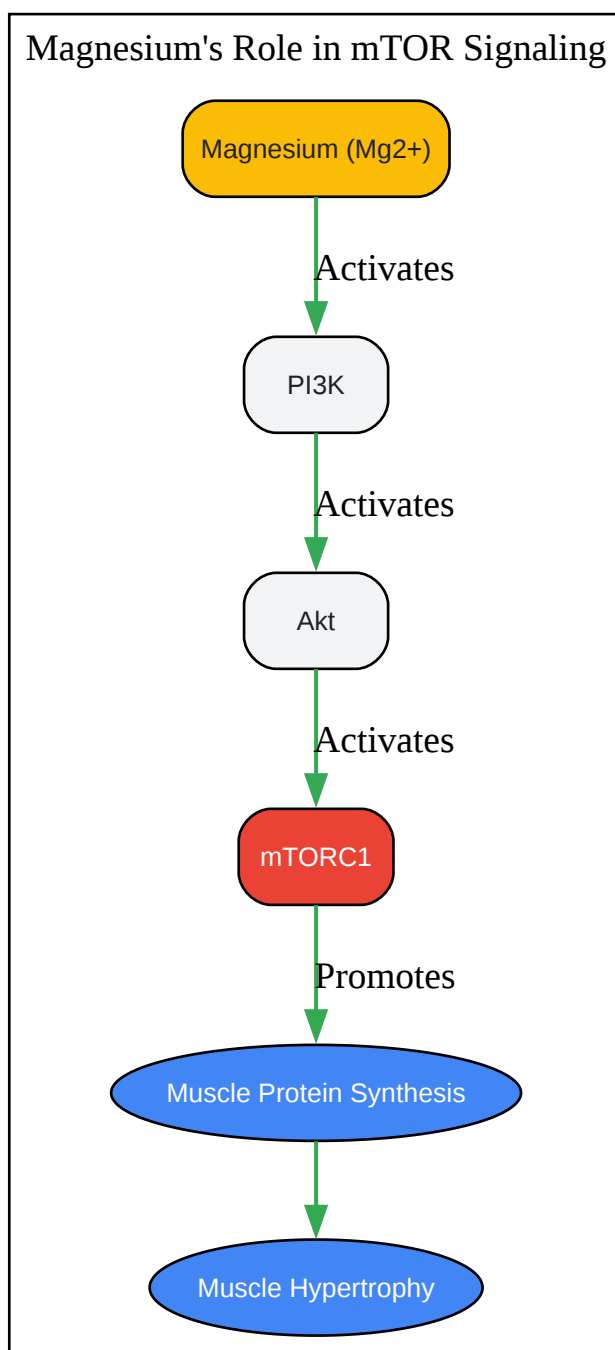 Magnesium's Role in mTOR Signaling
Magnesium (Mg2+)
Activates
PI3K
Activates
Akt
Activates
mTORC1
Promotes
Muscle Protein Synthesis
Muscle Hypertrophy